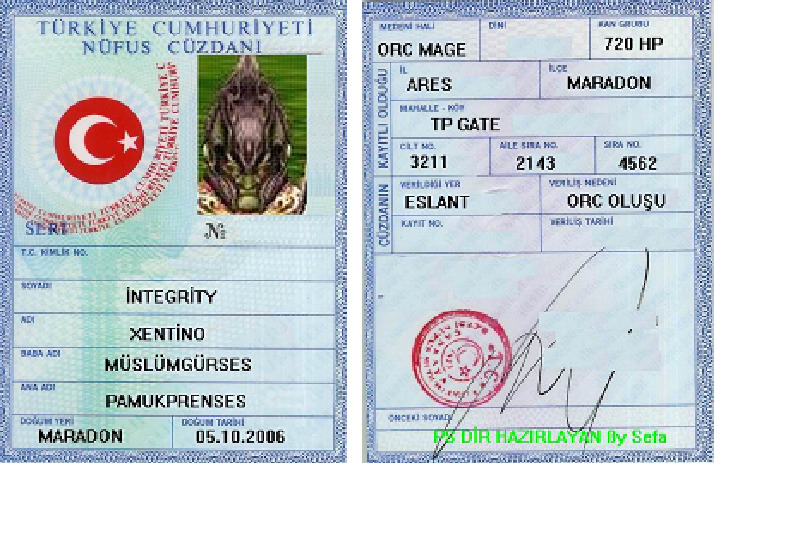 TÜRKİYE CUMHURİYETİ
NÜFUS CÜZDANI
SERİ
№
T.C. KİMLİK NO.
SOYADI
İNTEGRİTY
ADI
XENTİNO
BABA ADI
MÜSLÜMGÜRSES
ANA ADI
PAMUKPRENSES
DOĞUM YERİ
DOĞUM TARİHİ
MARADON
05.10.2006
MEDENİ HALİ
DİNİ
KAN GRUBU
ORC MAGE
720 HP
KAYITLI OLDUĞU
İL
İLÇE
ARES
MARADON
MAHALLE - KÖY
TP GATE
CİLT NO.
AİLE SIRA NO.
SIRA NO.
3211
2143
4562
CÜZDANIN
VERİLDİĞİ YER
VERİLİŞ NEDENİ
ESLANT
ORC OLUŞU
KAYIT NO.
VERİLİŞ TARİHİ
ÖNCEKİ SOYADI
PS DİR HAZIRLAYAN By Sefa